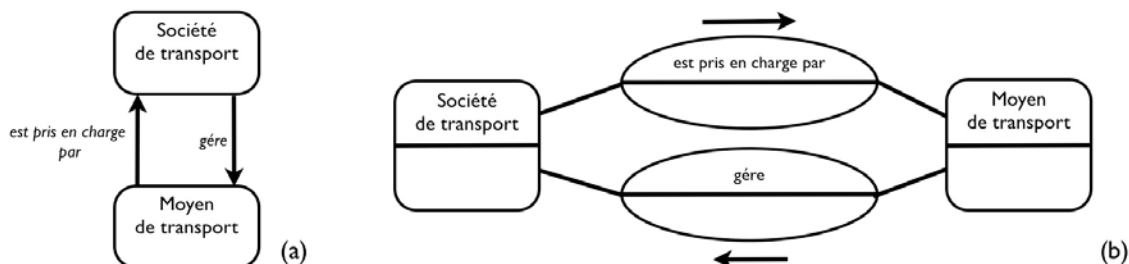 Société
de transport
est pris en charge
par
gére
Moyen
de transport
(a)
est pris en charge par
Société
de transport
Moyen
de transport
gére
(b)